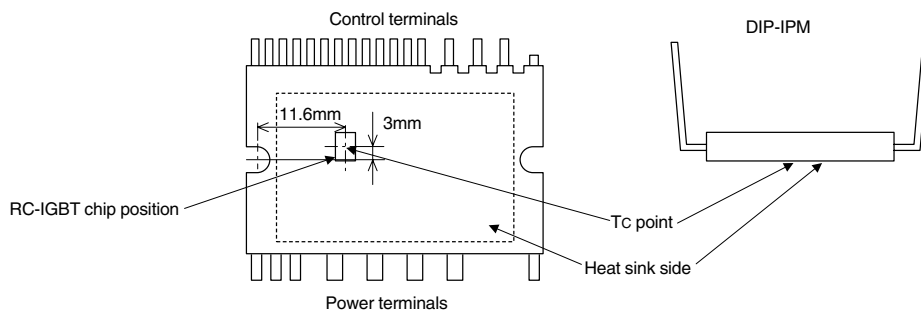 Control terminals
DIP-IPM
11.6mm
3mm
RC-IGBT chip position
TC point
Heat sink side
Power terminals